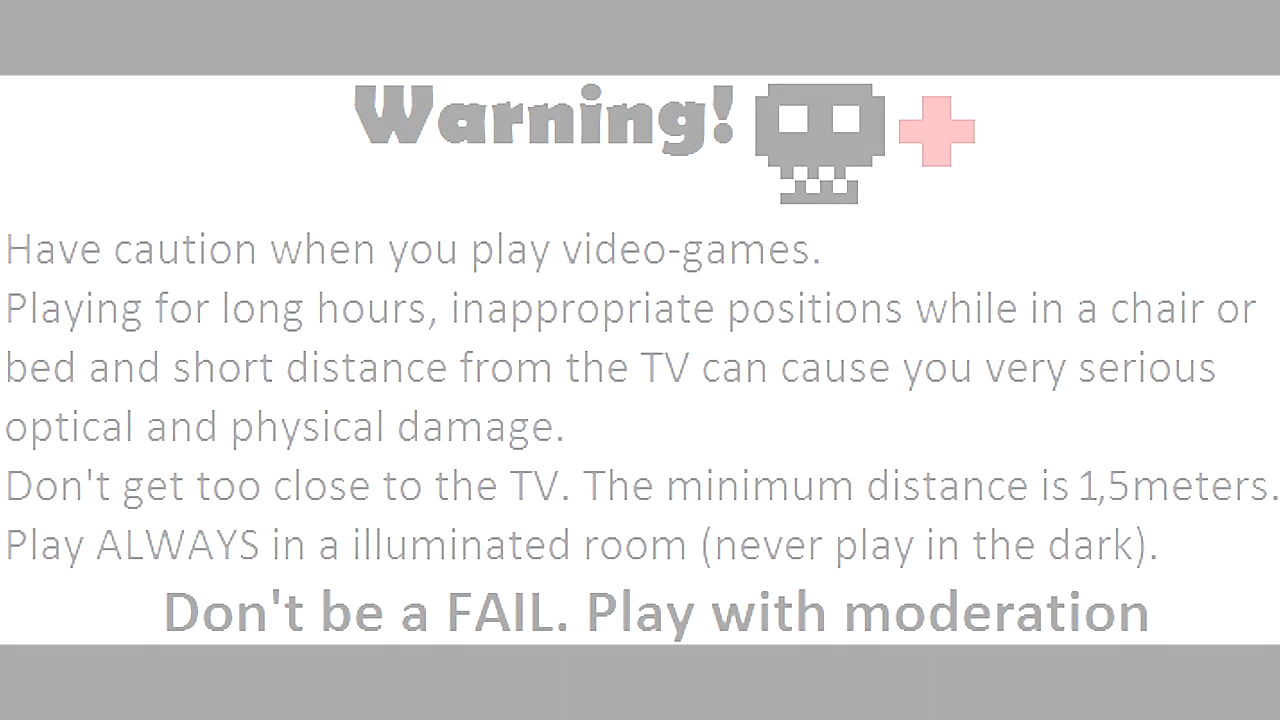 Warning!
Have caution when you play video-games.
Playing for long hours, inappropriate positions while in a chair or
bed and short distance from the TV can cause you very serious
optical and physical damage.
Don't get too close to the TV. The minimum distance is 1,5meters.
Play ALWAYS in a illuminated room (never play in the dark).
Don't be a FAIL. Play with moderation